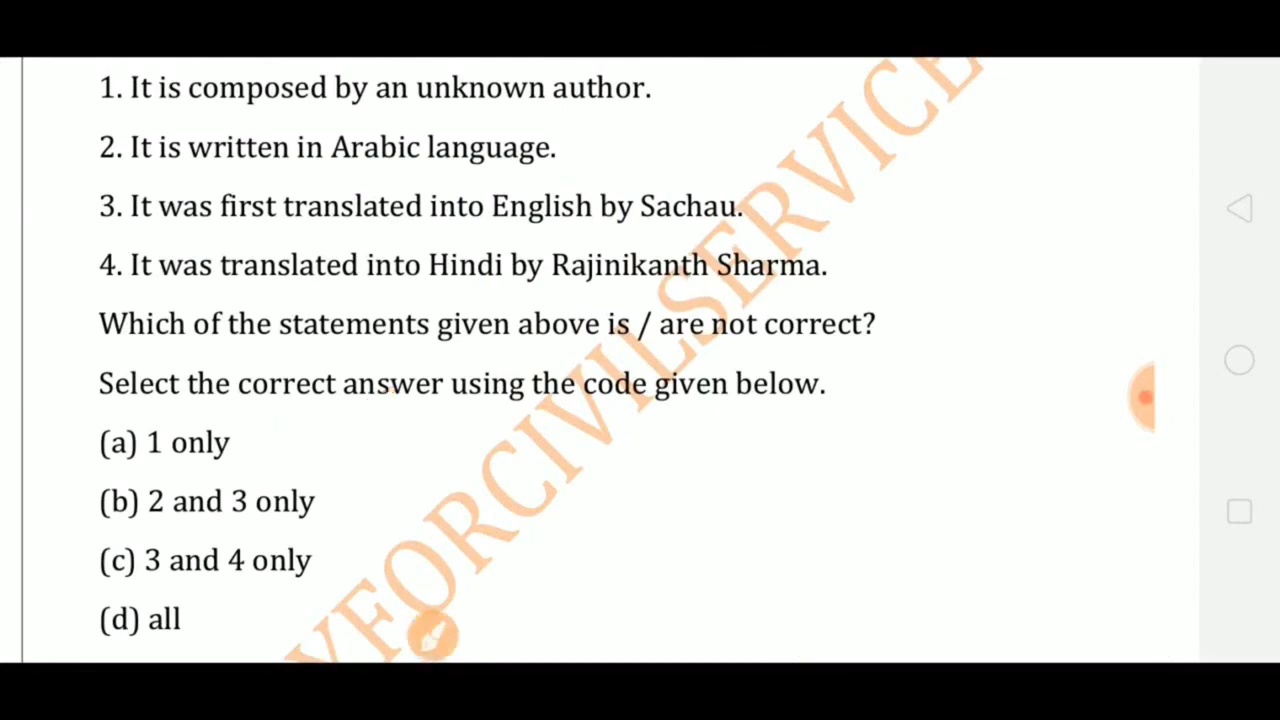 1. It is composed by an unknown author.
2. It is written in Arabic language.
3. It was first translated into English by Sachau.
4. It was translated into Hindi by Rajinikanth Sharma.
Which of the statements given above is / are not correct?
Select the correct answer using the code given below.
(a) 1 only
(b) 2 and 3 only
(c) 3 and 4 only
(d) all
YFORCIVILSERVICE